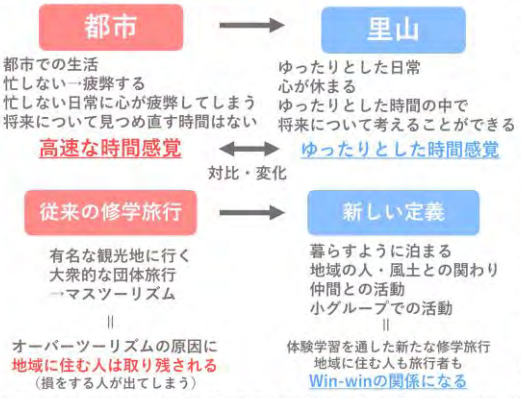 都市
里山
都市での生活
忙しない→疲弊する
忙しない日常に心が疲弊してしまう
将来について見つめ直す時間はない
高速な時間感覚
ゆったりとした日常
心が休まる
ゆったりとした時間の中で
将来について考えることができる
ゆったりとした時間感覚
対比・変化
従来の修学旅行
新しい定義
有名な観光地に行く
大衆的な団体旅行
→マスツーリズム
＝
オーバーツーリズムの原因に
地域に住む人は取り残される
（損をする人が出てしまう）
暮らすように泊まる
地域の人・風土との関わり
仲間との活動
小グループでの活動
＝
体験学習を通した新たな修学旅行
地域に住む人も旅行者も
Win-winの関係になる